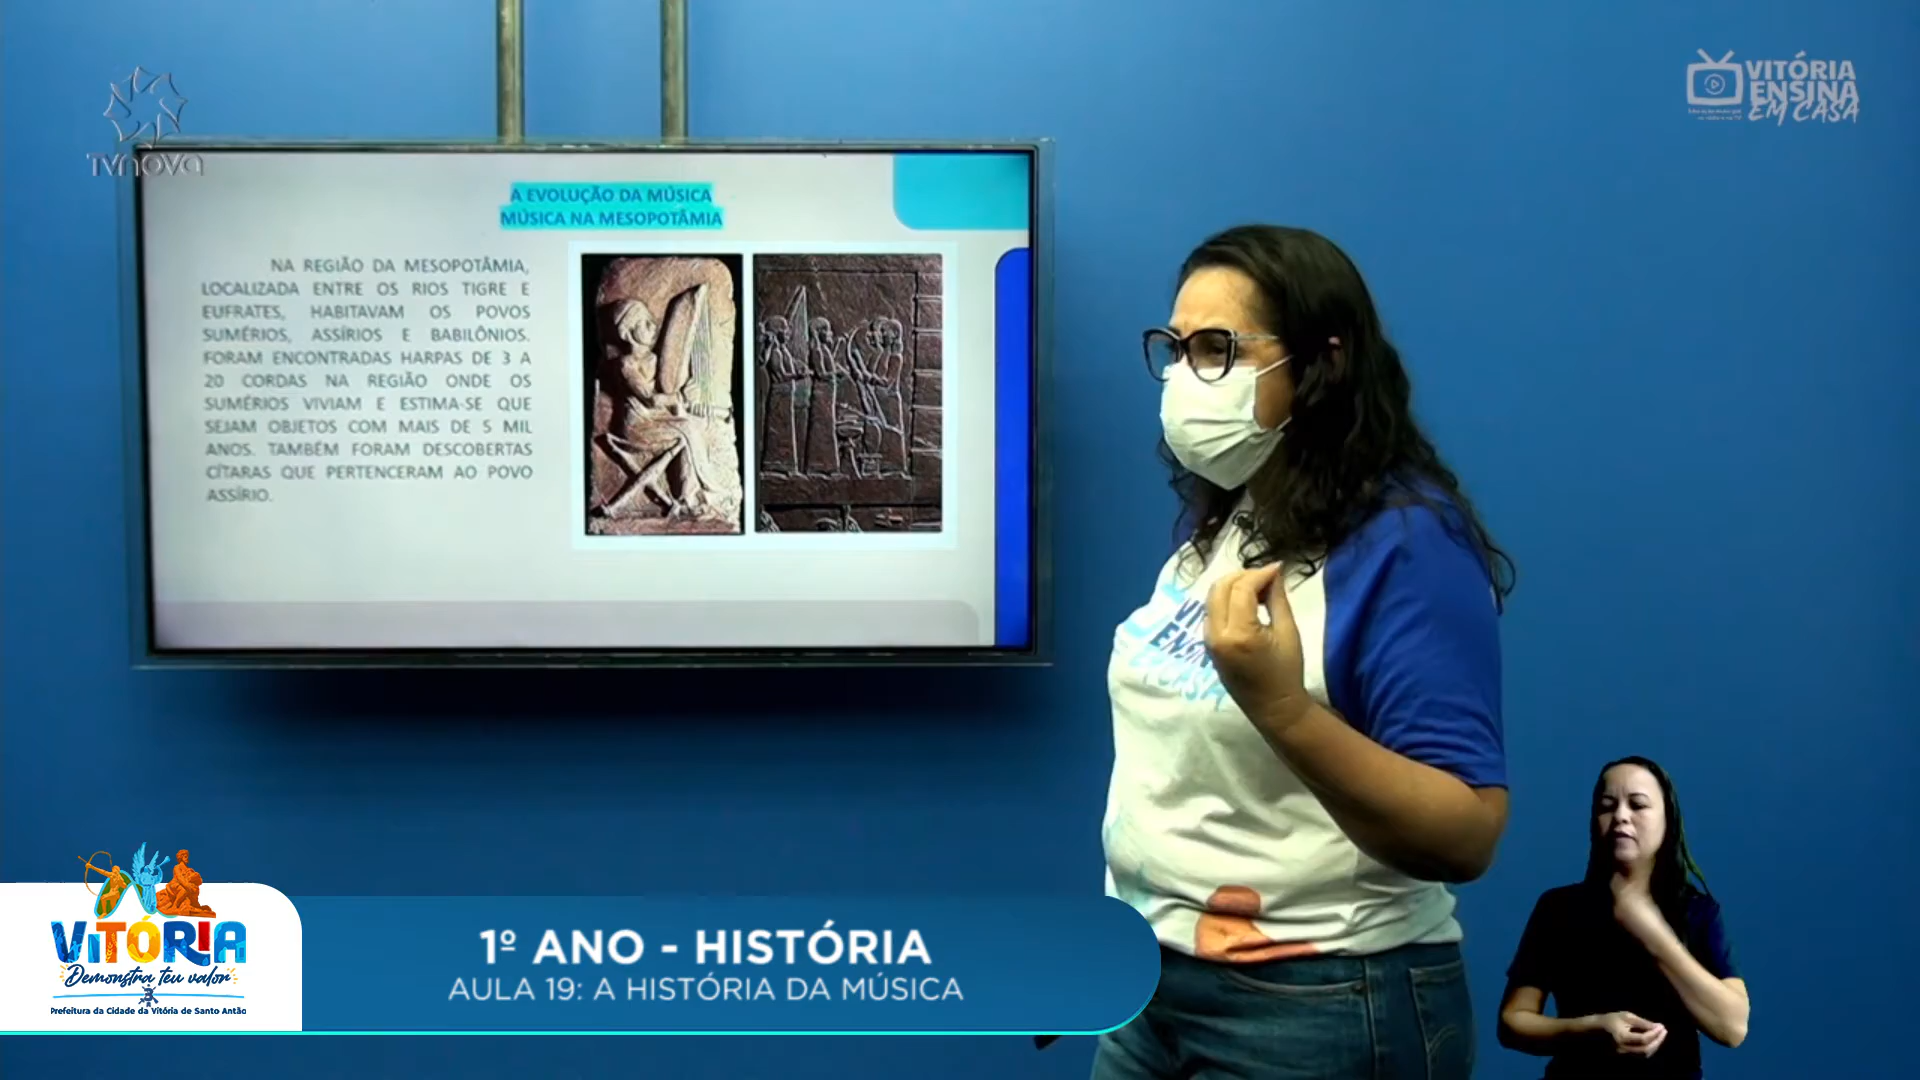 TVNOVA
VITÓRIA
ENSINA
EM CASA
A EVOLUÇÃO DA MÚSICA
MÚSICA NA MESOPOTÂMIA
NA REGIÃO DA MESOPOTÂMIA,
LOCALIZADA ENTRE OS RIOS TIGRE E
EUFRATES, HABITAVAM OS POVOS
SUMÉRIOS, ASSÍRIOS E BABILÔNIOS.
FORAM ENCONTRADAS HARPAS DE 3 A
20 CORDAS NA REGIÃO ONDE OS
SUMÉRIOS VIVIAM E ESTIMA-SE QUE
SEJAM OBJETOS COM MAIS DE 5 MIL
ANOS. TAMBÉM FORAM DESCOBERTAS
CÍTARAS QUE PERTENCERAM AO POVO
ASSÍRIO.
VITÓRIA
Demonstra teu valor
Prefeitura da Cidade da Vitória de Santo Antão
1º ANO - HISTÓRIA
AULA 19: A HISTÓRIA DA MÚSICA